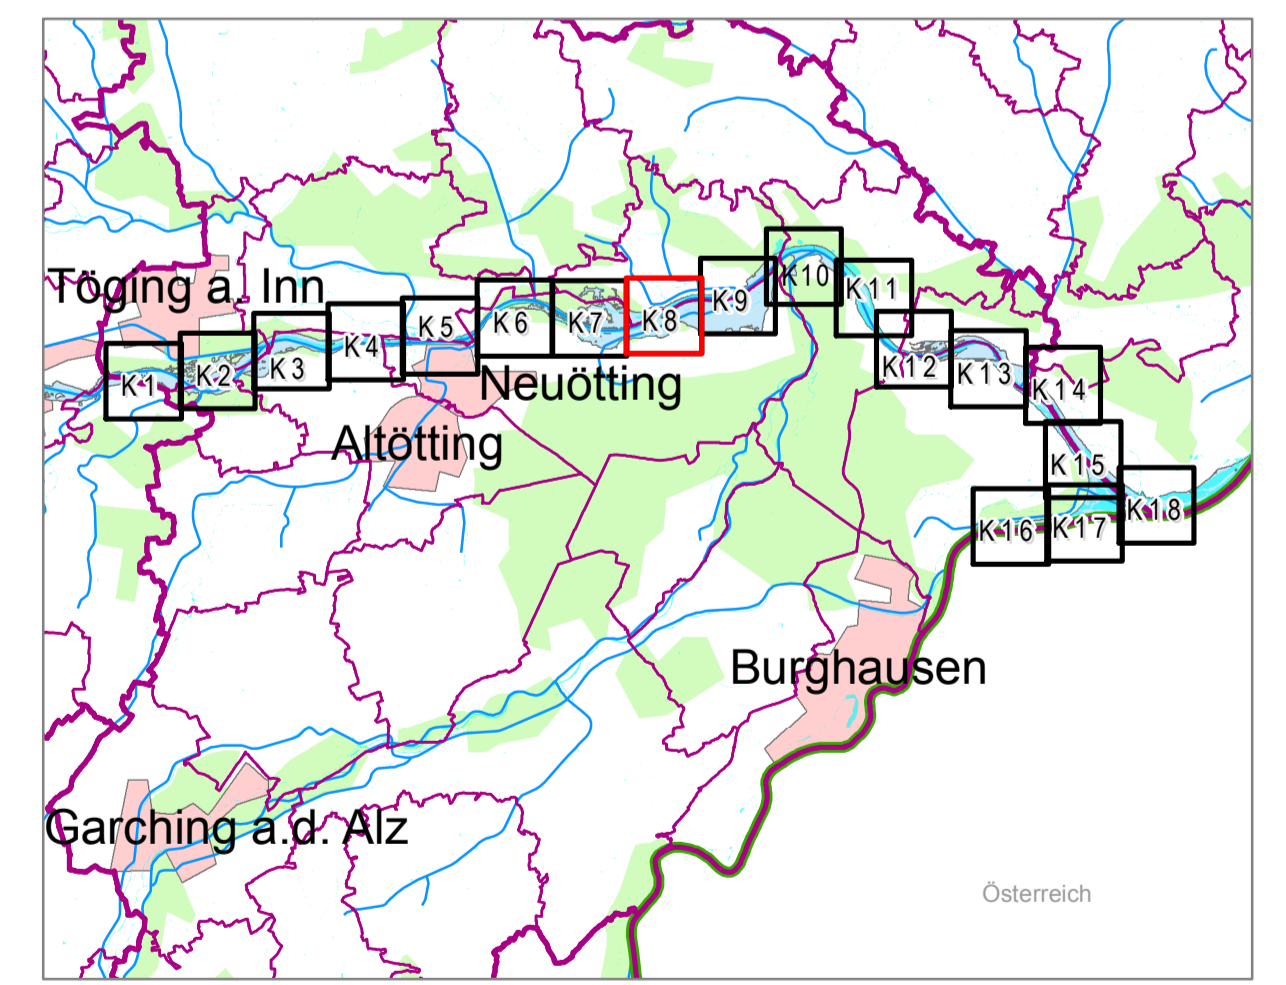 Töging a. Inn
K1
K2
K3
K4
K5
K6
K7
K8
K9
K10
K11
K12
K13
K14
K15
K16
K17
K18
Neuötting
Altötting
Burghausen
Garching a.d. Alz
Österreich